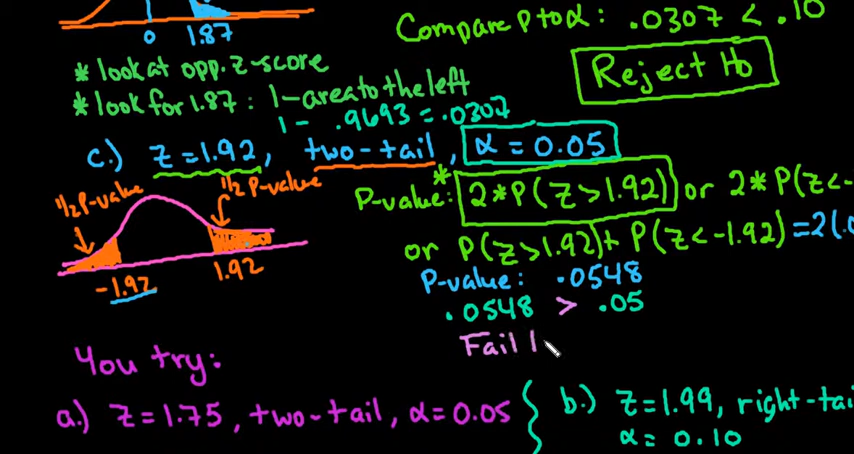 0 1.87
Compare P to α: .0307 < .10
Reject Ho
* look at opp. z-score
* look for 1.87: 1-area to the left
1 - .9693 = .0307
c.) z=1.92, two-tail, α = 0.05
1/2 P-value 1/2 P-value
P-value:* 2*P(z>1.92) or 2*P(z<-
or P(z>1.92)+ P(z<-1.92) =2(.0
-1.92 1.92
P-value: .0548
.0548 > .05
Fail
You try:
a.) z=1.75, two-tail, α=0.05
b.) z=1.99, right-tai
α= 0.10